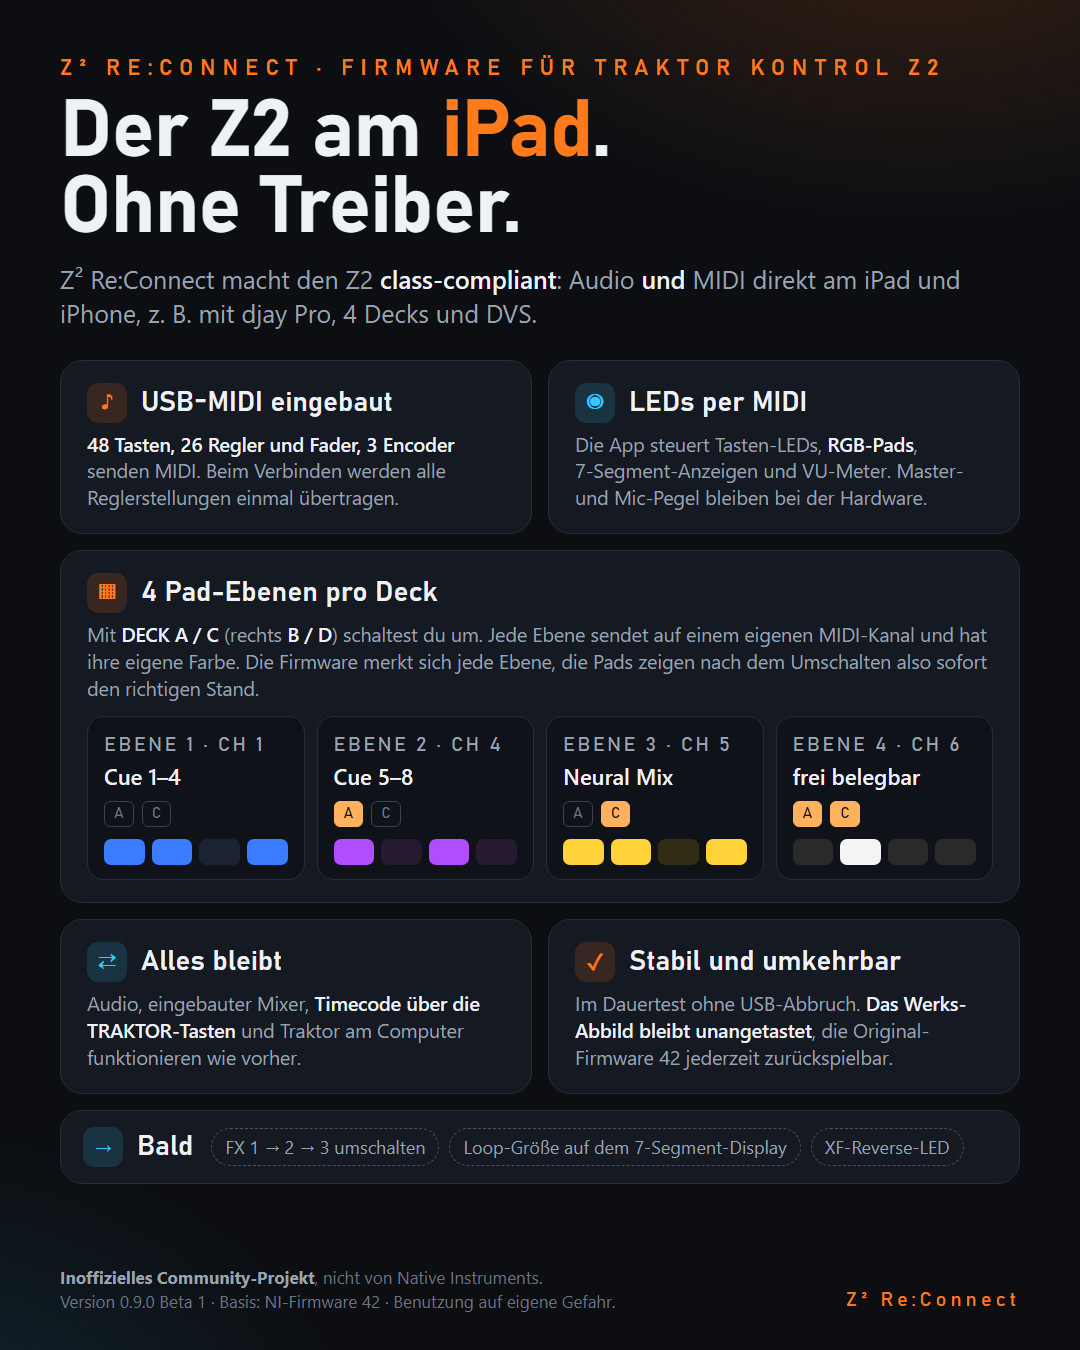 Z² RE:CONNECT · FIRMWARE FÜR TRAKTOR KONTROL Z2
Der Z2 am iPad.
Ohne Treiber.
Z² Re:Connect macht den Z2 class-compliant: Audio und MIDI direkt am iPad und
iPhone, z. B. mit djay Pro, 4 Decks und DVS.
USB-MIDI eingebaut
48 Tasten, 26 Regler und Fader, 3 Encoder
senden MIDI. Beim Verbinden werden alle
Reglerstellungen einmal übertragen.
LEDs per MIDI
Die App steuert Tasten-LEDs, RGB-Pads,
7-Segment-Anzeigen und VU-Meter. Master-
und Mic-Pegel bleiben bei der Hardware.
4 Pad-Ebenen pro Deck
Mit DECK A / C (rechts B / D) schaltest du um. Jede Ebene sendet auf einem eigenen MIDI-Kanal und hat
ihre eigene Farbe. Die Firmware merkt sich jede Ebene, die Pads zeigen nach dem Umschalten also sofort
den richtigen Stand.
EBENE 1 · CH 1
Cue 1–4
A C
EBENE 2 · CH 4
Cue 5–8
A C
EBENE 3 · CH 5
Neural Mix
A C
EBENE 4 · CH 6
frei belegbar
A C
Alles bleibt
Audio, eingebauter Mixer, Timecode über die
TRAKTOR-Tasten und Traktor am Computer
funktionieren wie vorher.
Stabil und umkehrbar
Im Dauertest ohne USB-Abbruch. Das Werks-
Abbild bleibt unangetastet, die Original-
Firmware 42 jederzeit zurückspielbar.
→ Bald
FX 1 → 2 → 3 umschalten
Loop-Größe auf dem 7-Segment-Display
XF-Reverse-LED
Inoffizielles Community-Projekt, nicht von Native Instruments.
Version 0.9.0 Beta 1 · Basis: NI-Firmware 42 · Benutzung auf eigene Gefahr.
Z² Re:Connect